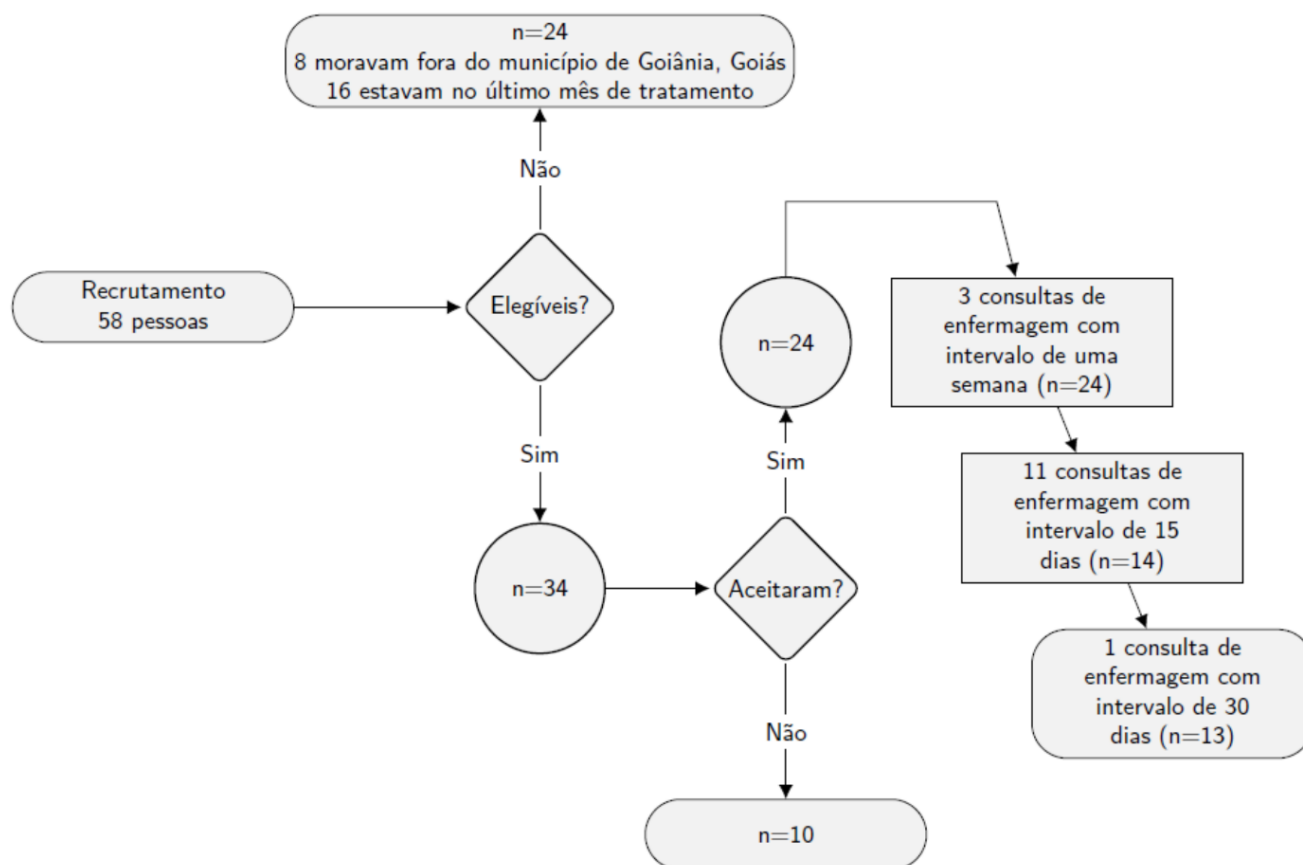 n=24
8 moravam fora do município de Goiânia, Goiás
16 estavam no último mês de tratamento
Não
Recrutamento
58 pessoas
Elegíveis?
Sim
n=34
Aceitaram?
Sim
n=24
3 consultas de
enfermagem com
intervalo de uma
semana (n=24)
11 consultas de
enfermagem com
intervalo de 15
dias (n=14)
1 consulta de
enfermagem com
intervalo de 30
dias (n=13)
Não
n=10